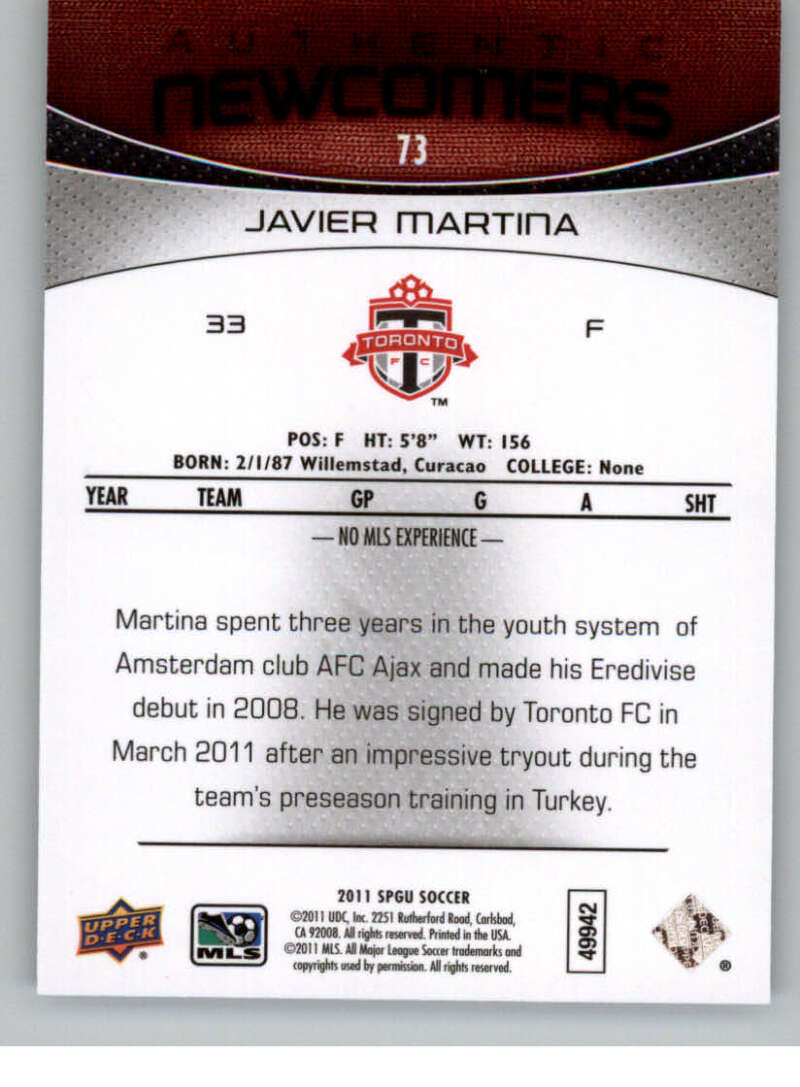 AUTHENTIC
NEWCOMERS
73
JAVIER MARTINA
33
TORONTO
F C
TM
F
POS: F HT: 5'8" WT: 156
BORN: 2/1/87 Willemstad, Curacao COLLEGE: None
YEAR TEAM GP G A SHT
— NO MLS EXPERIENCE —
Martina spent three years in the youth system of
Amsterdam club AFC Ajax and made his Eredivise
debut in 2008. He was signed by Toronto FC in
March 2011 after an impressive tryout during the
team's preseason training in Turkey.
UPPER
D·E·C·K
®
MLS
2011 SPGU SOCCER
©2011 UDC, Inc. 2251 Rutherford Road, Carlsbad,
CA 92008. All rights reserved. Printed in the USA.
©2011 MLS. All Major League Soccer trademarks and
copyrights used by permission. All rights reserved.
49942
®